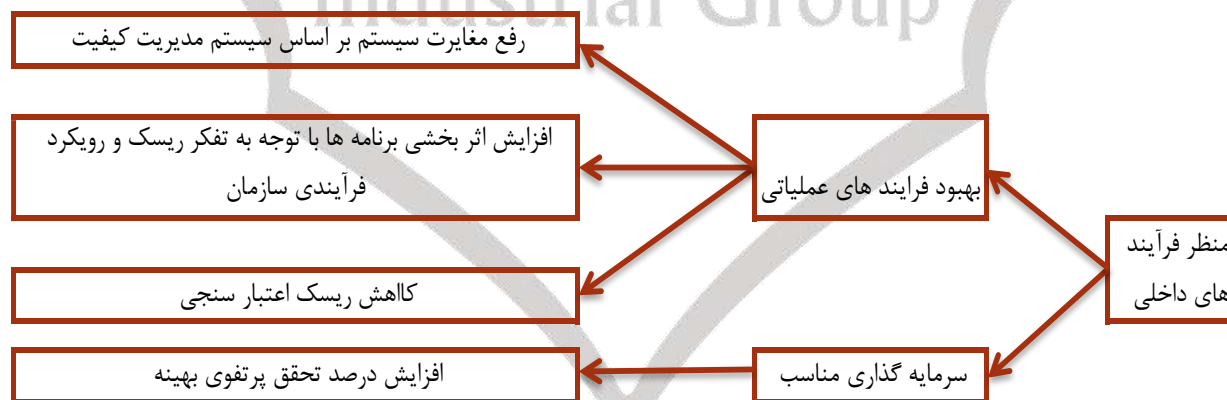 Industrial Group
منظر فرآیند
های داخلی
بهبود فرایند های عملیاتی
سرمایه گذاری مناسب
رفع مغایرت سیستم بر اساس سیستم مدیریت کیفیت
افزایش اثر بخشی برنامه ها با توجه به تفکر ریسک و رویکرد
فرآیندی سازمان
کااهش ریسک اعتبار سنجی
افزایش درصد تحقق پرتفوی بهینه